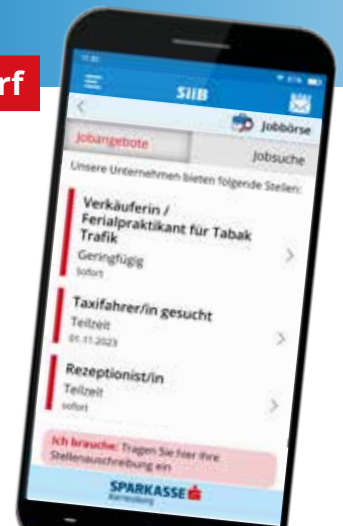 rf
SiiB
Jobbörse
Jobangebote
Jobsuche
Unsere Unternehmen bieten folgende Stellen:
Verkäuferin /
Ferialpraktikant für Tabak
Trafik
Geringfügig
sofort
Taxifahrer/in gesucht
Teilzeit
01.11.2023
Rezeptionist/in
Teilzeit
sofort
Ich brauche: Tragen Sie hier Ihre
Stellenausschreibung ein
SPARKASSE